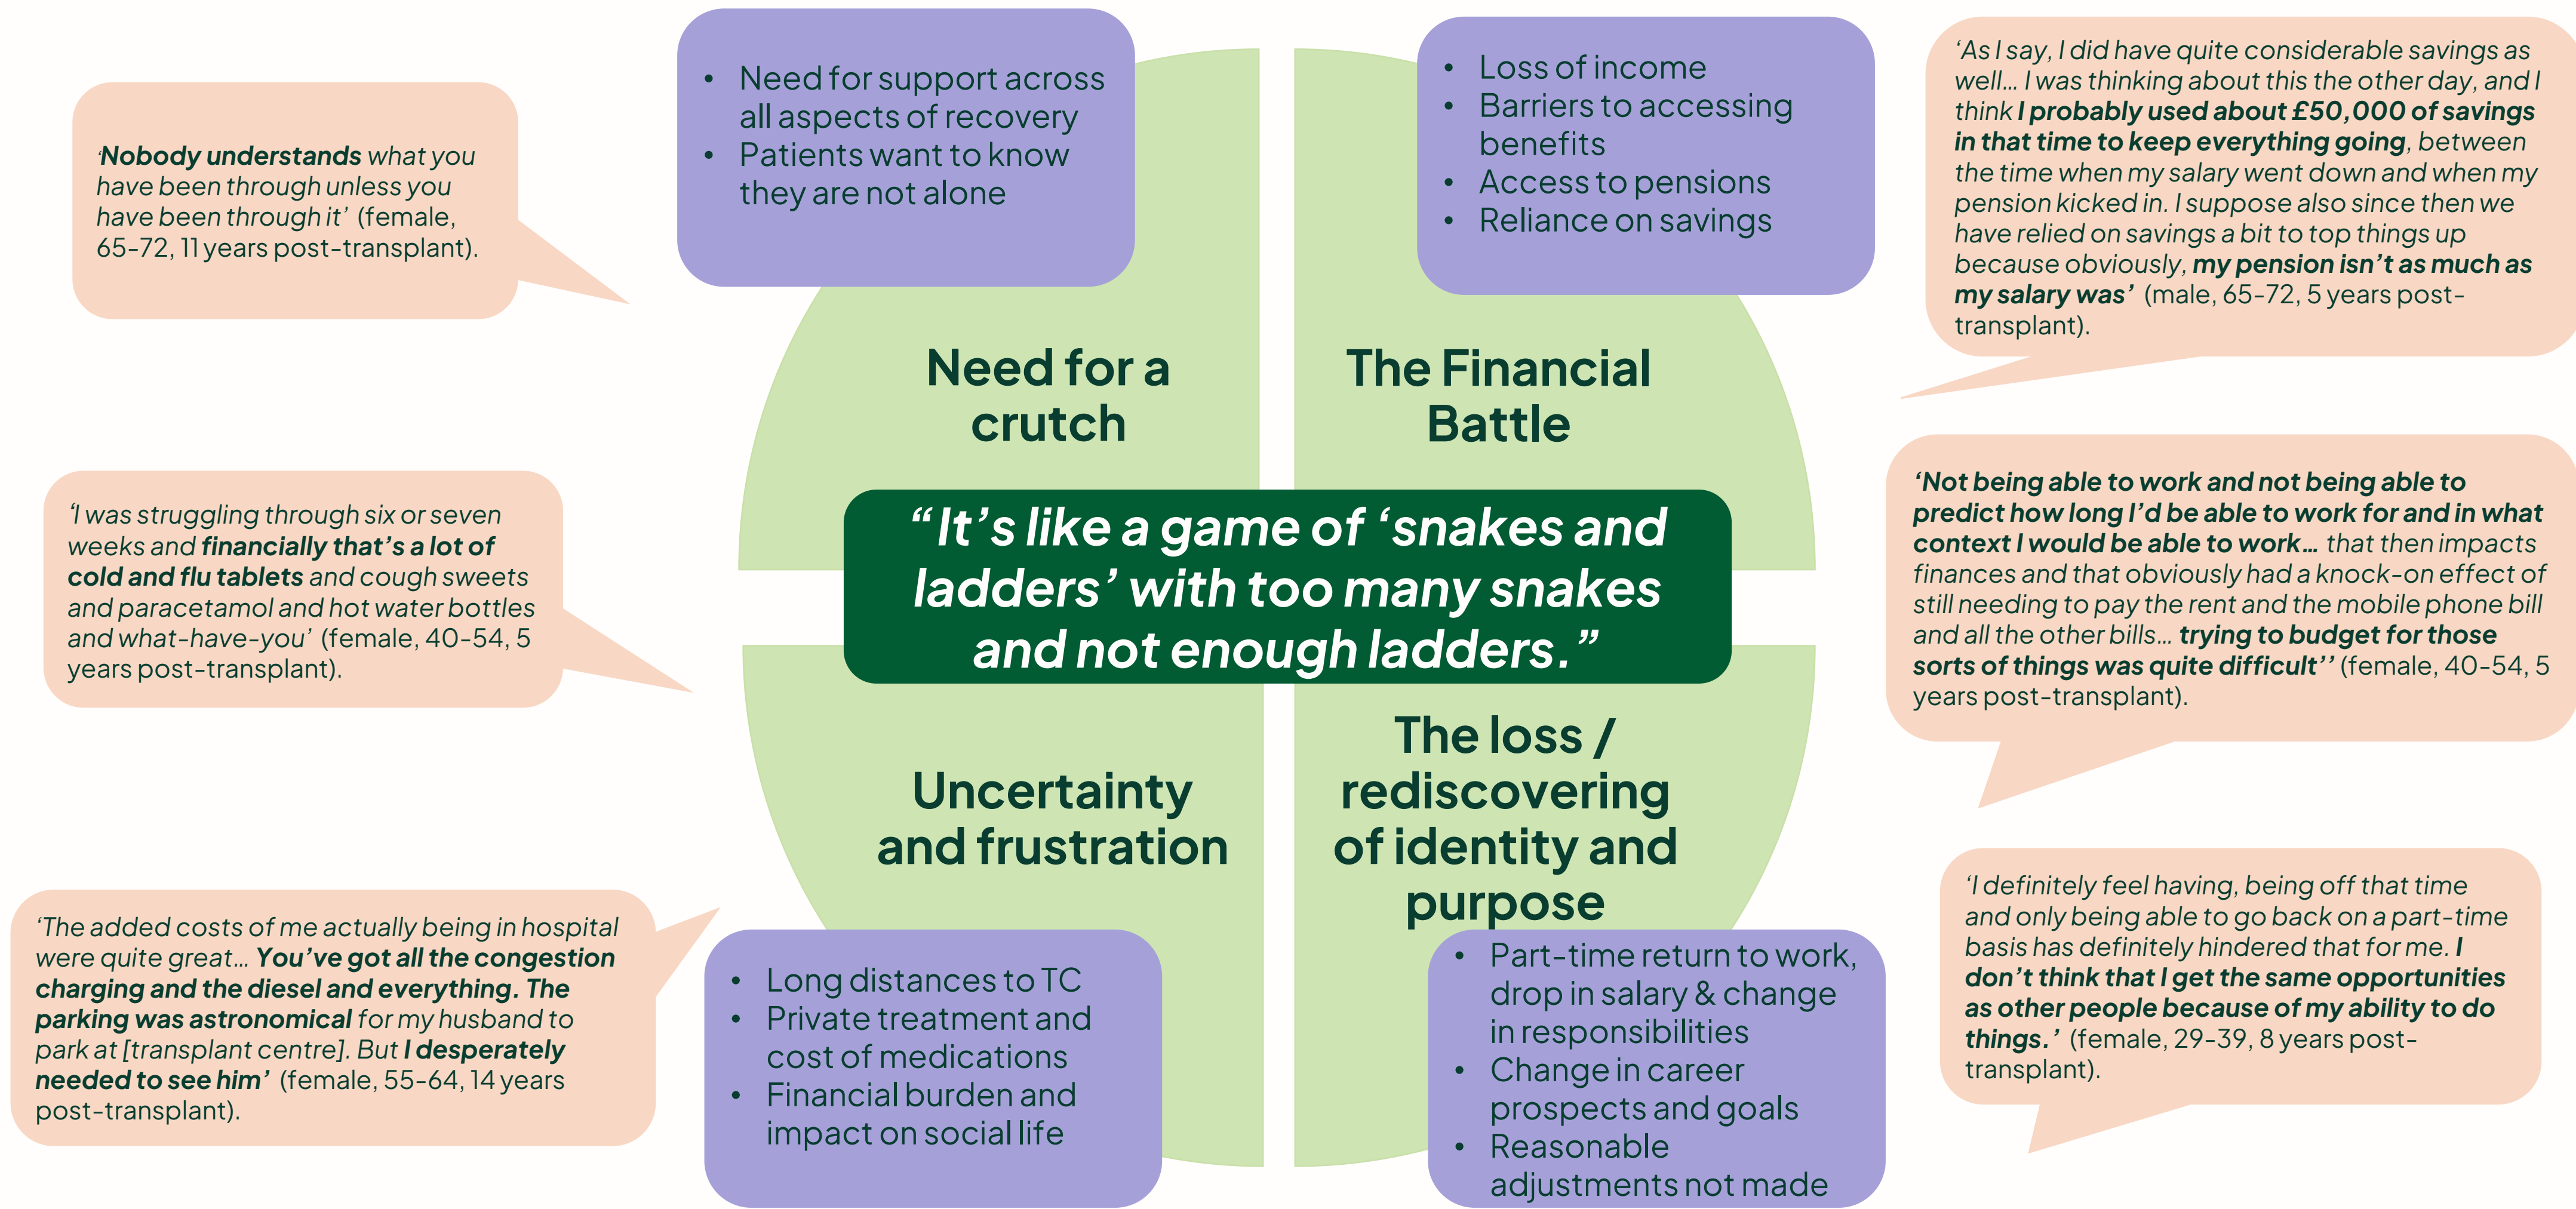 ‘Nobody understands what you
have been through unless you
have been through it’ (female,
65-72, 11 years post-transplant).
• Need for support across
all aspects of recovery
• Patients want to know
they are not alone
• Loss of income
• Barriers to accessing
benefits
• Access to pensions
• Reliance on savings
‘As I say, I did have quite considerable savings as
well… I was thinking about this the other day, and I
think I probably used about £50,000 of savings
in that time to keep everything going, between
the time when my salary went down and when my
pension kicked in. I suppose also since then we
have relied on savings a bit to top things up
because obviously, my pension isn’t as much as
my salary was’ (male, 65-72, 5 years post-
transplant).
Need for a
crutch
The Financial
Battle
‘I was struggling through six or seven
weeks and financially that’s a lot of
cold and flu tablets and cough sweets
and paracetamol and hot water bottles
and what-have-you’ (female, 40-54, 5
years post-transplant).
“It’s like a game of ‘snakes and
ladders’ with too many snakes
and not enough ladders.”
‘Not being able to work and not being able to
predict how long I’d be able to work for and in what
context I would be able to work… that then impacts
finances and that obviously had a knock-on effect of
still needing to pay the rent and the mobile phone bill
and all the other bills… trying to budget for those
sorts of things was quite difficult’’ (female, 40-54, 5
years post-transplant).
Uncertainty
and frustration
The loss /
rediscovering
of identity and
purpose
‘The added costs of me actually being in hospital
were quite great… You’ve got all the congestion
charging and the diesel and everything. The
parking was astronomical for my husband to
park at [transplant centre]. But I desperately
needed to see him’ (female, 55-64, 14 years
post-transplant).
• Long distances to TC
• Private treatment and
cost of medications
• Financial burden and
impact on social life
• Part-time return to work,
drop in salary & change
in responsibilities
• Change in career
prospects and goals
• Reasonable
adjustments not made
‘I definitely feel having, being off that time
and only being able to go back on a part-time
basis has definitely hindered that for me. I
don’t think that I get the same opportunities
as other people because of my ability to do
things.’ (female, 29-39, 8 years post-
transplant).